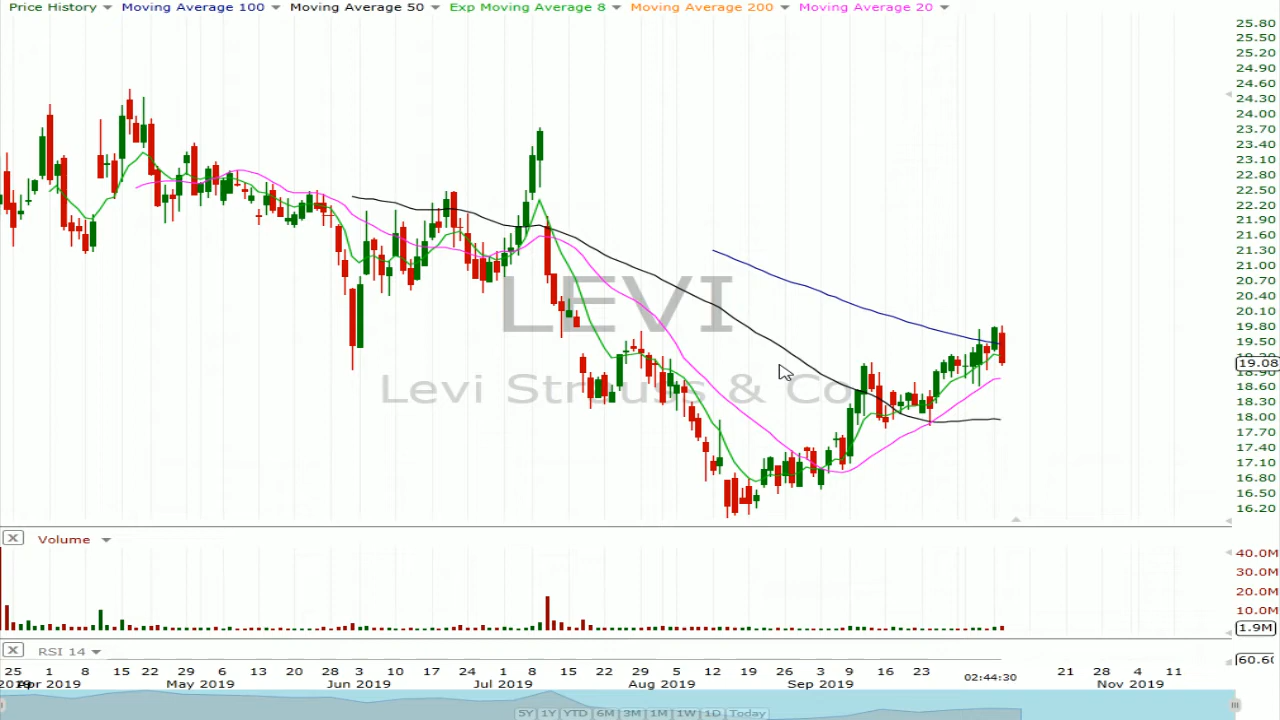 Price History Moving Average 100 Moving Average 50 Exp Moving Average 8 Moving Average 200 Moving Average 20
25.80
25.50
25.20
24.90
24.60
24.30
24.00
23.70
23.40
23.10
22.80
22.50
22.20
21.90
21.60
21.30
21.00
20.70
20.40
20.10
19.80
19.50
19.08
18.90
18.60
18.30
18.00
17.70
17.40
17.10
16.80
16.50
16.20
LEVI
Levi Strauss & Co
Volume
40.0M
30.0M
20.0M
10.0M
1.9M
RSI 14
60.60
25 1 8 15 22 29 6 13 20 28 3 10 17 24 1 8 15 22 29 5 12 19 26 3 9 16 23 02:44:30 21 28 4 11
Apr 2019 May 2019 Jun 2019 Jul 2019 Aug 2019 Sep 2019 Nov 2019
5Y 1Y YTD 6M 3M 1M 1W 1D Today